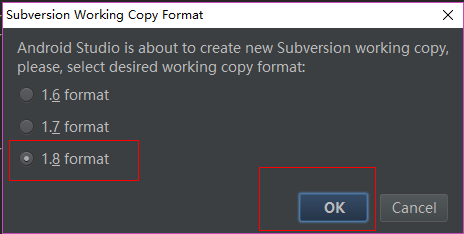 Subversion Working Copy Format
Android Studio is about to create new Subversion working copy,
please, select desired working copy format:
1.6 format
1.7 format
1.8 format
OK
Cancel